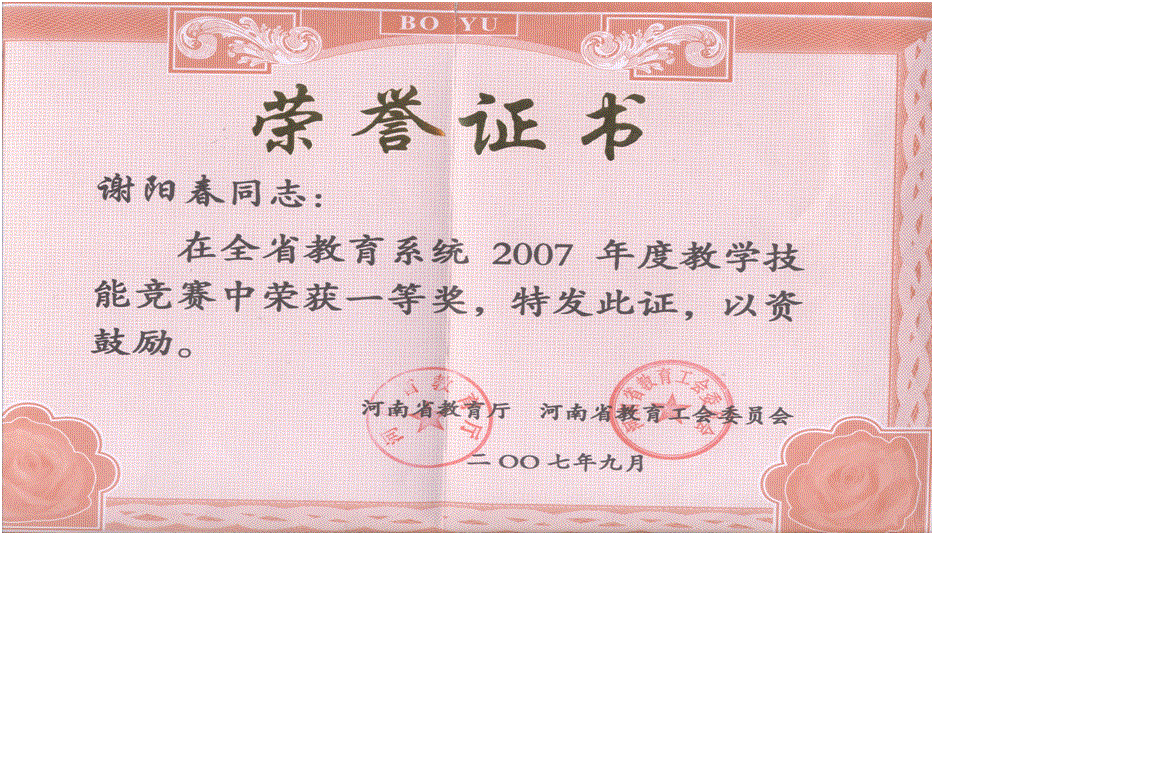 BO YU
荣誉证书
谢阳春同志：
在全省教育系统 2007 年度教学技
能竞赛中荣获一等奖，特发此证，以资
鼓励。
河南省教育厅 河南省教育工会委员会
二〇〇七年九月